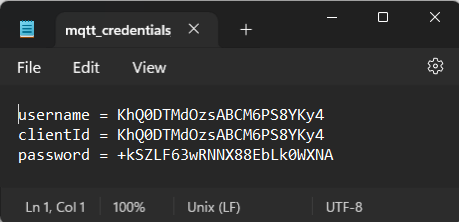 mqtt_credentials
File Edit View
username = KhQ0DTMdOzsABCM6PS8YKy4
clientId = KhQ0DTMdOzsABCM6PS8YKy4
password = +kSZLF63wRNNX88EbLk0WXNA
Ln 1, Col 1 100% Unix (LF) UTF-8